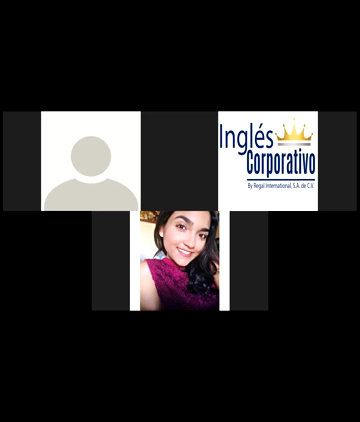 Inglés
Corporativo
By Regal International, S.A. de C.V.